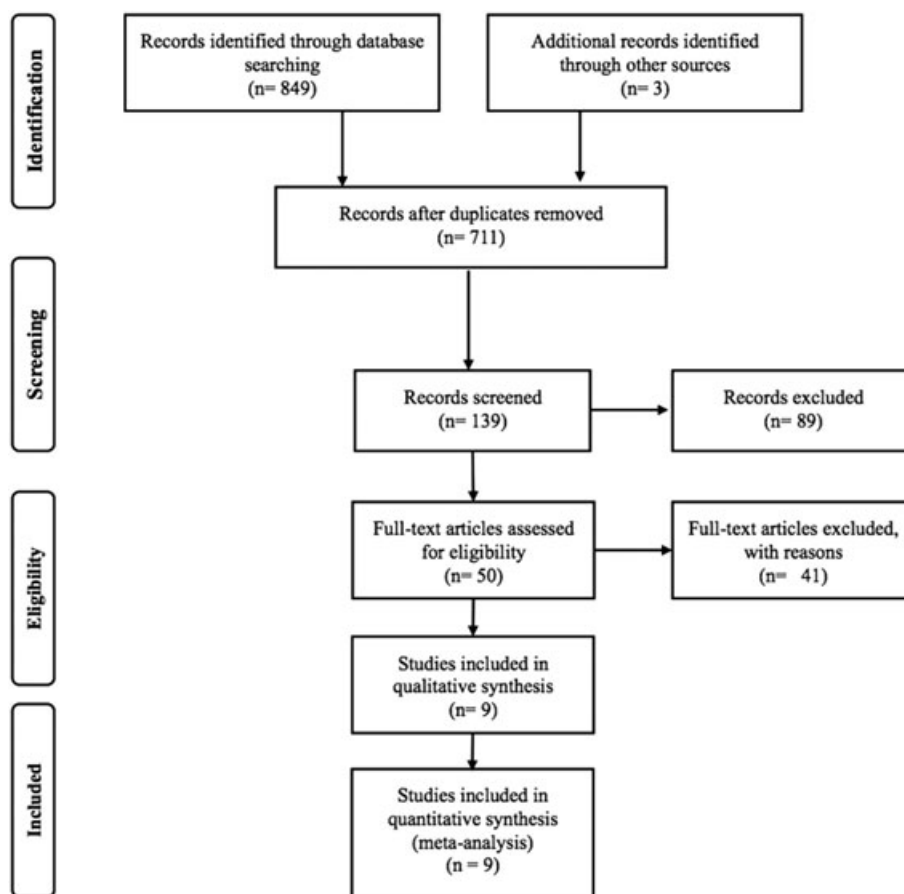 Identification
Records identified through database
searching
(n= 849)
Additional records identified
through other sources
(n= 3)
Records after duplicates removed
(n= 711)
Screening
Records screened
(n= 139)
Records excluded
(n= 89)
Eligibility
Full-text articles assessed
for eligibility
(n= 50)
Full-text articles excluded,
with reasons
(n= 41)
Studies included in
qualitative synthesis
(n= 9)
Included
Studies included in
quantitative synthesis
(meta-analysis)
(n = 9)